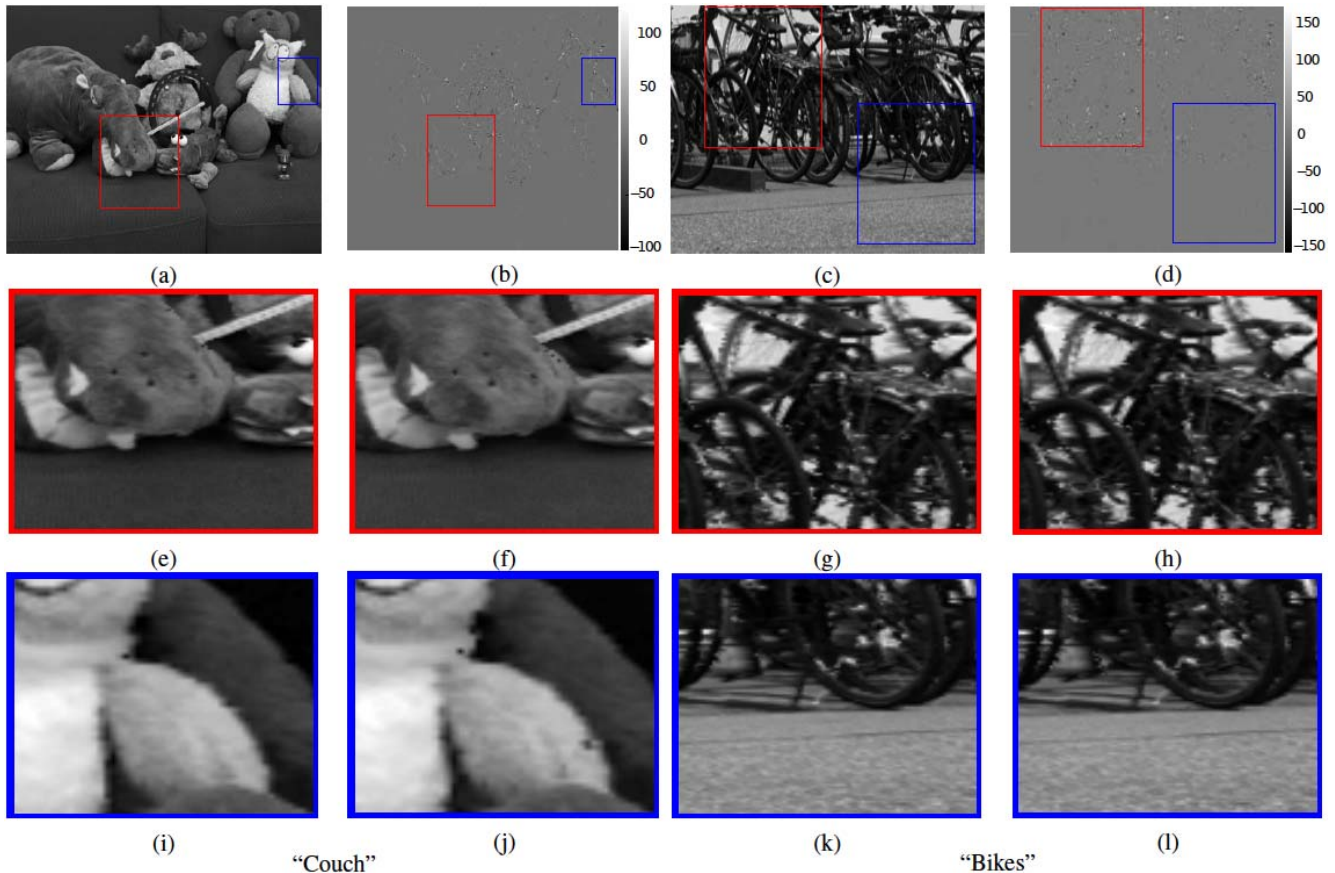 100
50
0
−50
−100
150
100
50
0
−50
−100
−150
(a)
(b)
(c)
(d)
(e)
(f)
(g)
(h)
(i)
(j)
(k)
(l)
“Couch”
“Bikes”